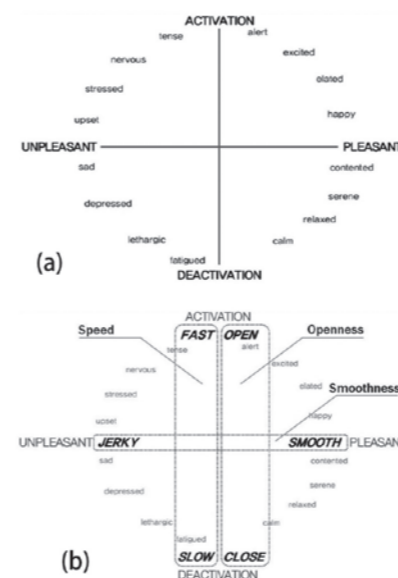 ACTIVATION
tense alert
nervous excited
stressed elated
upset happy
UNPLEASANT PLEASANT
sad contented
depressed serene
relaxed
lethargic calm
(a) fatigued
DEACTIVATION
ACTIVATION
Speed FAST OPEN Openness
tense alert
nervous excited
stressed elated
Smoothness
upset happy
UNPLEASANT JERKY SMOOTH PLEASANT
sad contented
depressed serene
relaxed
lethargic calm
fatigued
(b) SLOW CLOSE
DEACTIVATION